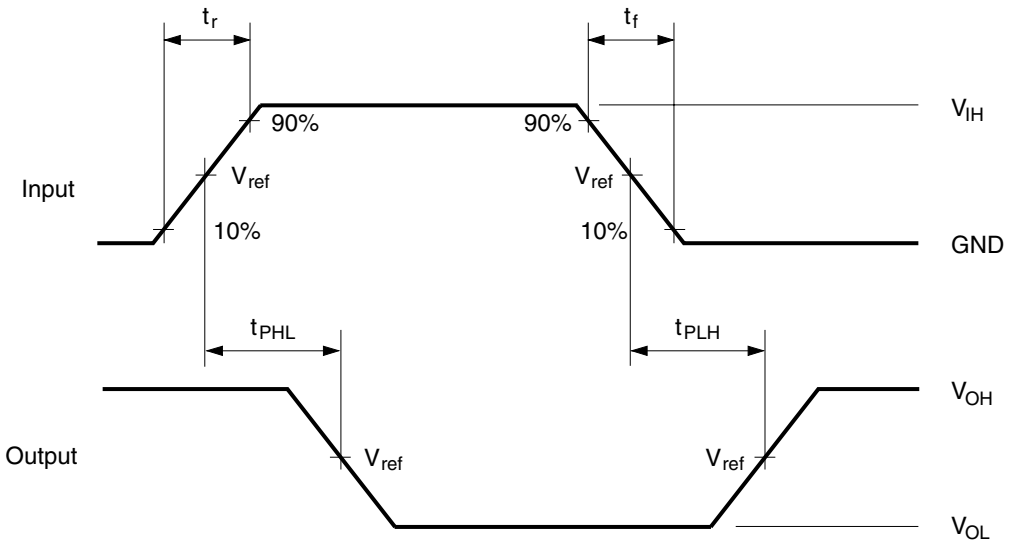 tr
tf
90%
90%
VIH
Input
Vref
Vref
10%
10%
GND
tPHL
tPLH
VOH
Output
Vref
Vref
VOL